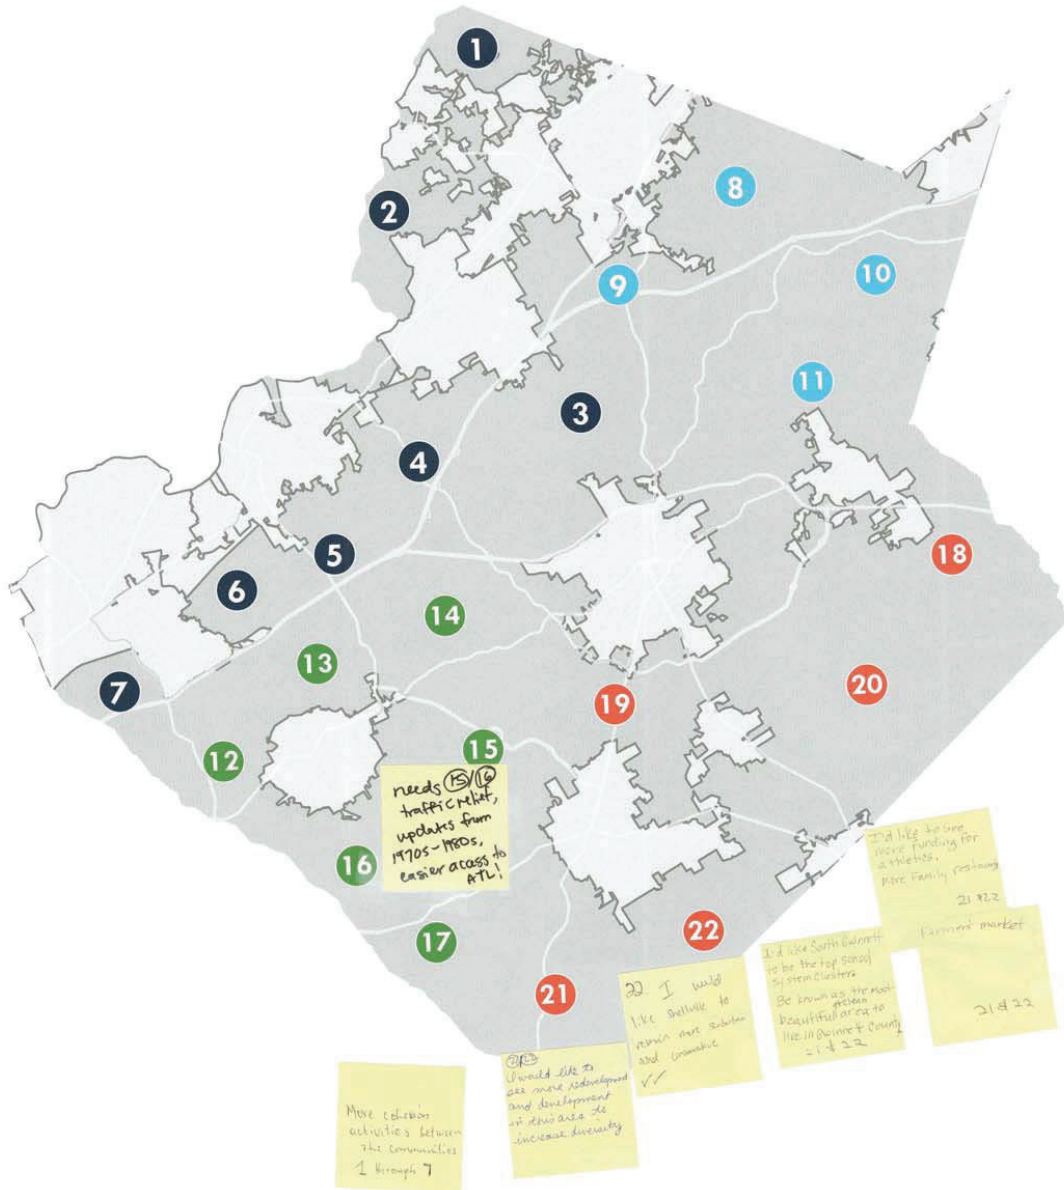 1
2
8
9
10
11
3
4
5
6
7
14
13
12
18
20
19
15
needs 15/16
traffic relief,
updates from
1970s-1980s,
easier access to
ATL!
16
17
22
21
I'd like to see
more funding for
athletics.
More Family
21 & 22
Farmers' market
21 & 22
I'd like South Gwinnett
to be the top school
system cluster
Be known as the most
beautiful area to
live in Gwinnett County
21 & 22
22 I would
like Snellville to
remain more suburban
and conservative
✓✓
I would like to
see more redevelopment
and development
in this area to
increase diversity
More cohesion
activities between
the communities
1 through 7